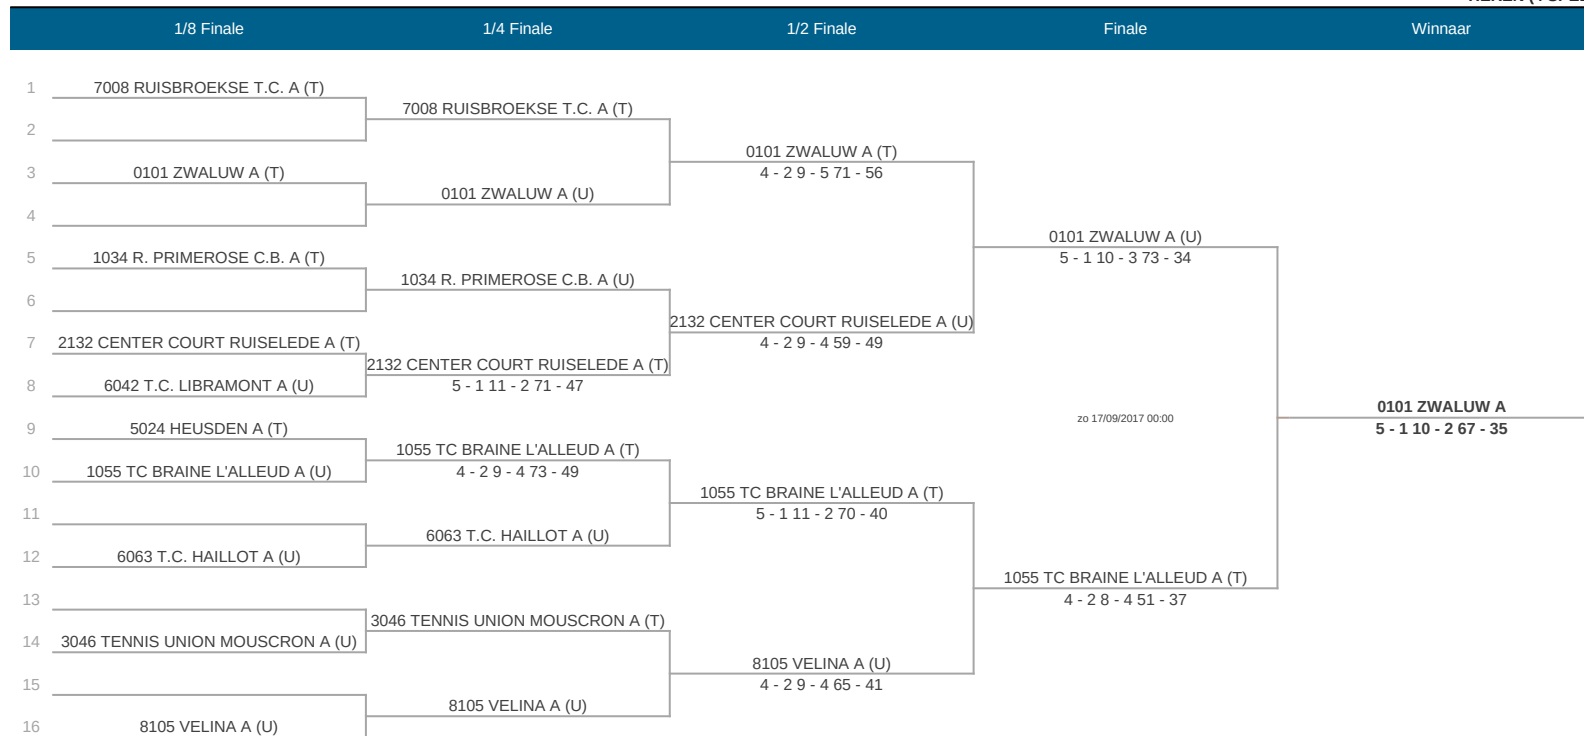 1/8 Finale 1/4 Finale 1/2 Finale Finale Winnaar
1 7008 RUISBROEKSE T.C. A (T)
7008 RUISBROEKSE T.C. A (T)
2
0101 ZWALUW A (T)
3 0101 ZWALUW A (T) 4 - 2 9 - 5 71 - 56
0101 ZWALUW A (U)
4
0101 ZWALUW A (U)
5 1034 R. PRIMEROSE C.B. A (T) 5 - 1 10 - 3 73 - 34
1034 R. PRIMEROSE C.B. A (U)
6
2132 CENTER COURT RUISELEDE A (U)
7 2132 CENTER COURT RUISELEDE A (T) 4 - 2 9 - 4 59 - 49
2132 CENTER COURT RUISELEDE A (T)
8 6042 T.C. LIBRAMONT A (U) 5 - 1 11 - 2 71 - 47
0101 ZWALUW A
zo 17/09/2017 00:00
9 5024 HEUSDEN A (T) 5 - 1 10 - 2 67 - 35
1055 TC BRAINE L'ALLEUD A (T)
10 1055 TC BRAINE L'ALLEUD A (U) 4 - 2 9 - 4 73 - 49
1055 TC BRAINE L'ALLEUD A (T)
11 5 - 1 11 - 2 70 - 40
6063 T.C. HAILLOT A (U)
12 6063 T.C. HAILLOT A (U)
1055 TC BRAINE L'ALLEUD A (T)
13 4 - 2 8 - 4 51 - 37
3046 TENNIS UNION MOUSCRON A (T)
14 3046 TENNIS UNION MOUSCRON A (U)
8105 VELINA A (U)
15 4 - 2 9 - 4 65 - 41
8105 VELINA A (U)
16 8105 VELINA A (U)